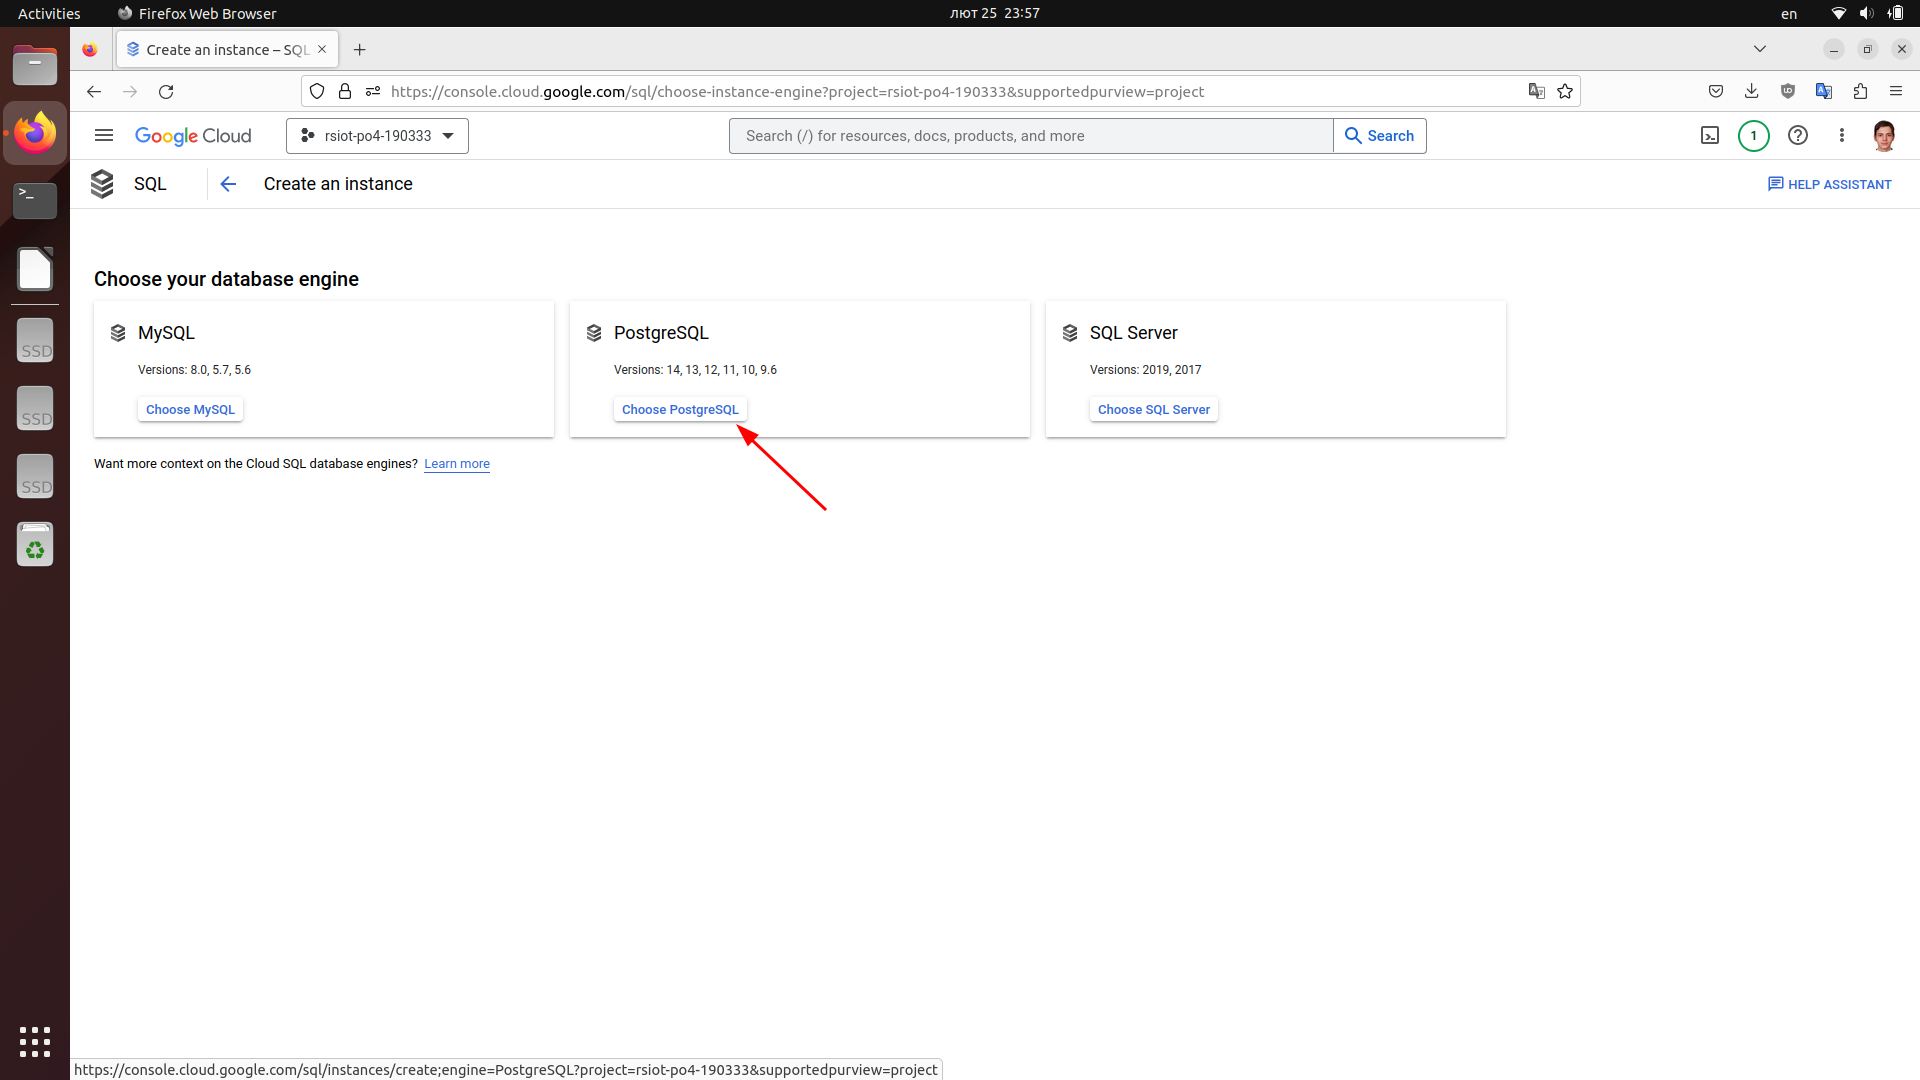 Activities
Firefox Web Browser
лют 25 23:57
en
Create an instance – SQL
https://console.cloud.google.com/sql/choose-instance-engine?project=rsiot-po4-190333&supportedpurview=project
Google Cloud
rsiot-po4-190333
Search (/) for resources, docs, products, and more
Search
1
SQL
Create an instance
HELP ASSISTANT
Choose your database engine
MySQL
Versions: 8.0, 5.7, 5.6
Choose MySQL
PostgreSQL
Versions: 14, 13, 12, 11, 10, 9.6
Choose PostgreSQL
SQL Server
Versions: 2019, 2017
Choose SQL Server
Want more context on the Cloud SQL database engines? Learn more
SSD
SSD
SSD
https://console.cloud.google.com/sql/instances/create;engine=PostgreSQL?project=rsiot-po4-190333&supportedpurview=project